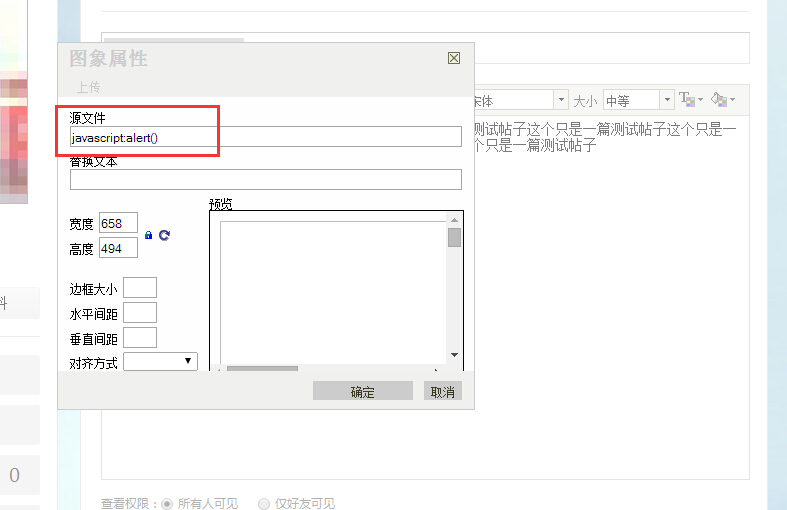 图象属性
上传
源文件
javascript:alert()
替换文本
宽度 658
高度 494
预览
边框大小
水平间距
垂直间距
对齐方式
确定 取消
宋体 大小 中等
测试帖子这个只是一篇测试帖子这个只是一
个只是一篇测试帖子
料
0
查看权限: 所有人可见 仅好友可见